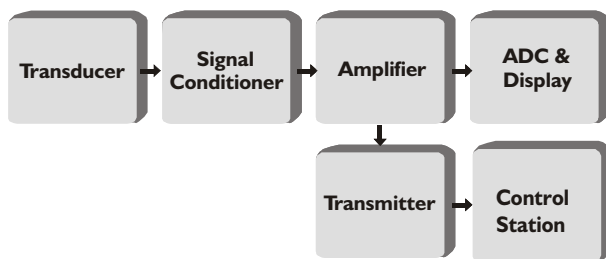 Transducer
Signal
Conditioner
Amplifier
ADC &
Display
Transmitter
Control
Station